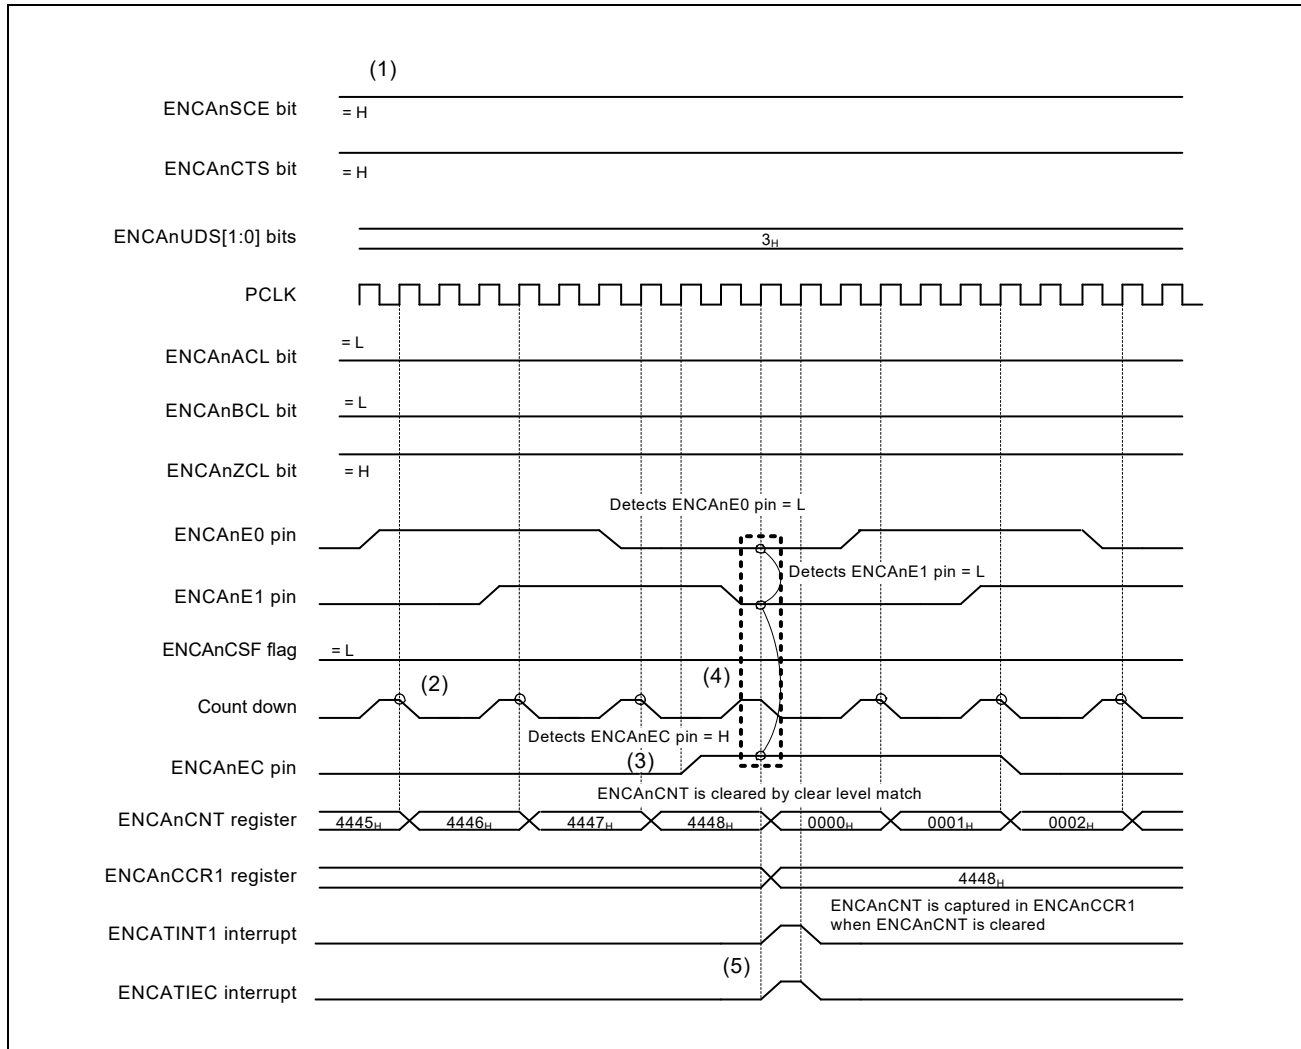 (1)
ENCAnSCE bit
= H
ENCAnCTS bit
= H
ENCAnUDS[1:0] bits
3H
PCLK
ENCAnACL bit
= L
ENCAnBCL bit
= L
ENCAnZCL bit
= H
Detects ENCAnE0 pin = L
ENCAnE0 pin
Detects ENCAnE1 pin = L
ENCAnE1 pin
ENCAnCSF flag
= L
(2)
(4)
Count down
Detects ENCAnEC pin = H
(3)
ENCAnEC pin
ENCAnCNT is cleared by clear level match
ENCAnCNT register
4445H
4446H
4447H
4448H
0000H
0001H
0002H
ENCAnCCR1 register
4448H
ENCAnCNT is captured in ENCAnCCR1
when ENCAnCNT is cleared
ENCATINT1 interrupt
(5)
ENCATIEC interrupt